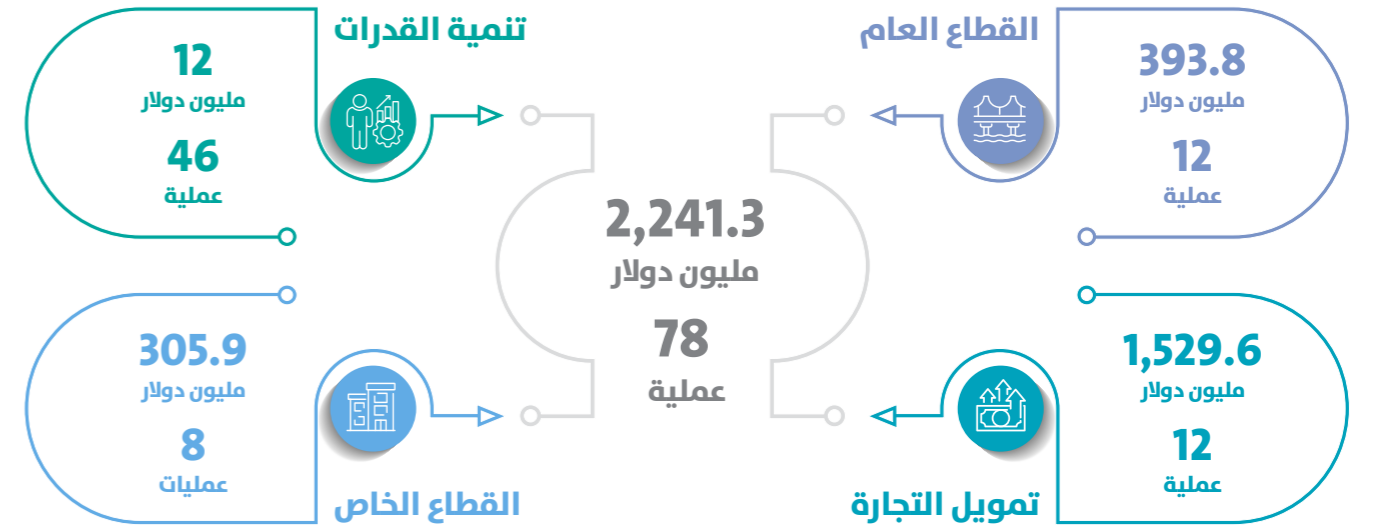 القطاع العام
393.8
مليون دولار
12
عملية
تنمية القدرات
12
مليون دولار
46
عملية
2,241.3
مليون دولار
78
عملية
تمويل التجارة
1,529.6
مليون دولار
12
عملية
القطاع الخاص
305.9
مليون دولار
8
عمليات